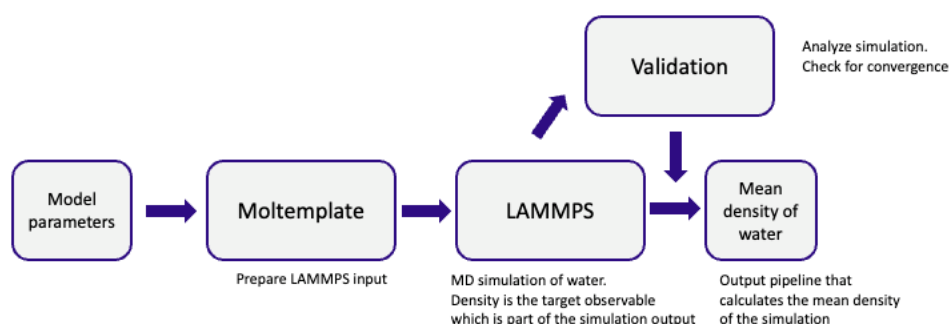 Validation
Analyze simulation.
Check for convergence
Model
parameters
Moltemplate
LAMMPS
Mean
density of
water
Prepare LAMMPS input
MD simulation of water.
Density is the target observable
which is part of the simulation output
Output pipeline that
calculates the mean density
of the simulation